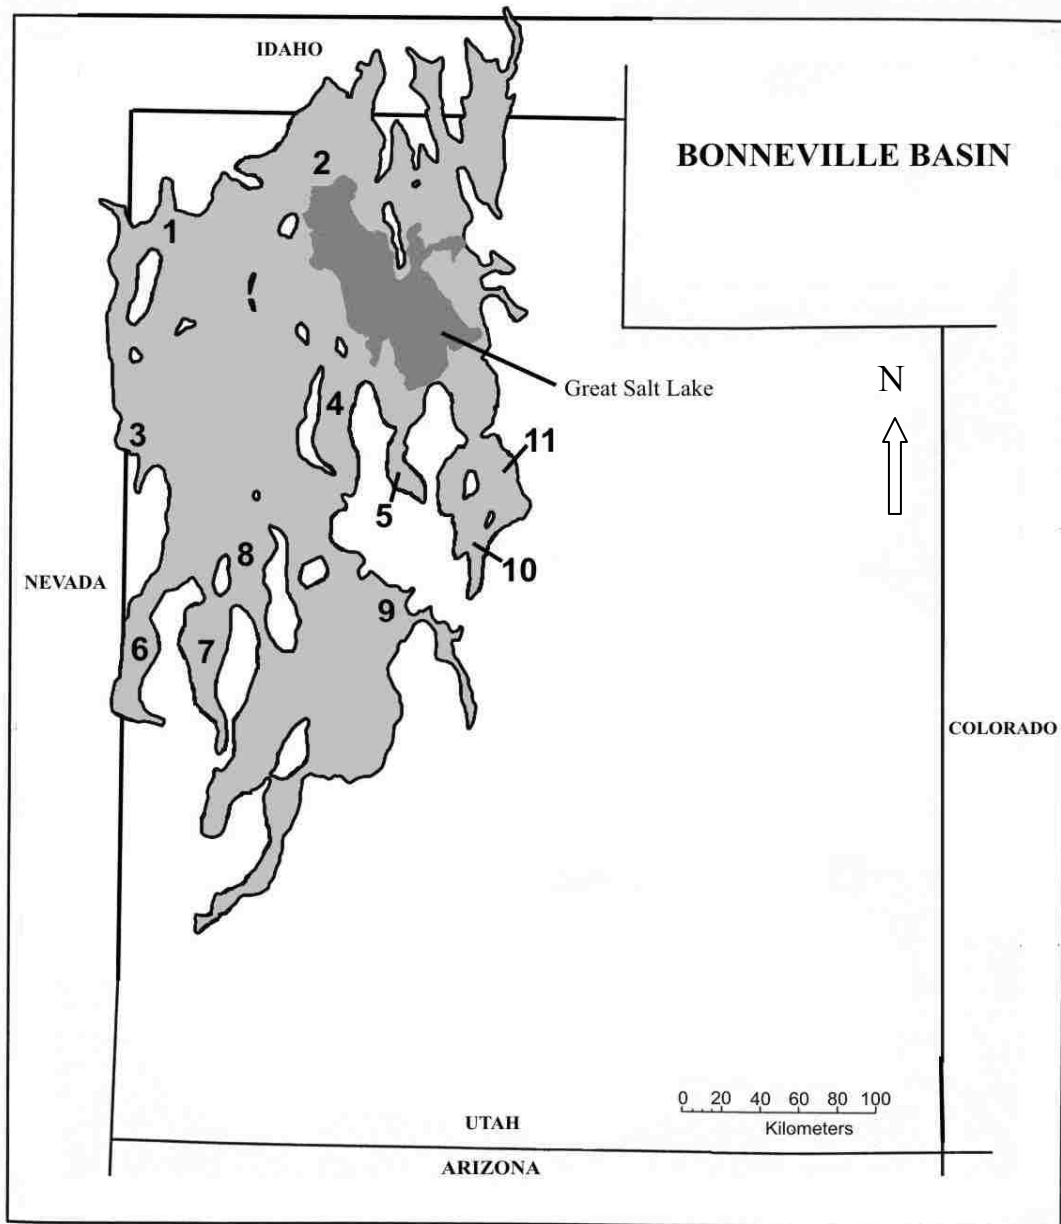 IDAHO
BONNEVILLE BASIN
2
1
Great Salt Lake
N
4
3
11
5
8
10
NEVADA
9
6
7
COLORADO
0 20 40 60 80 100
Kilometers
UTAH
ARIZONA